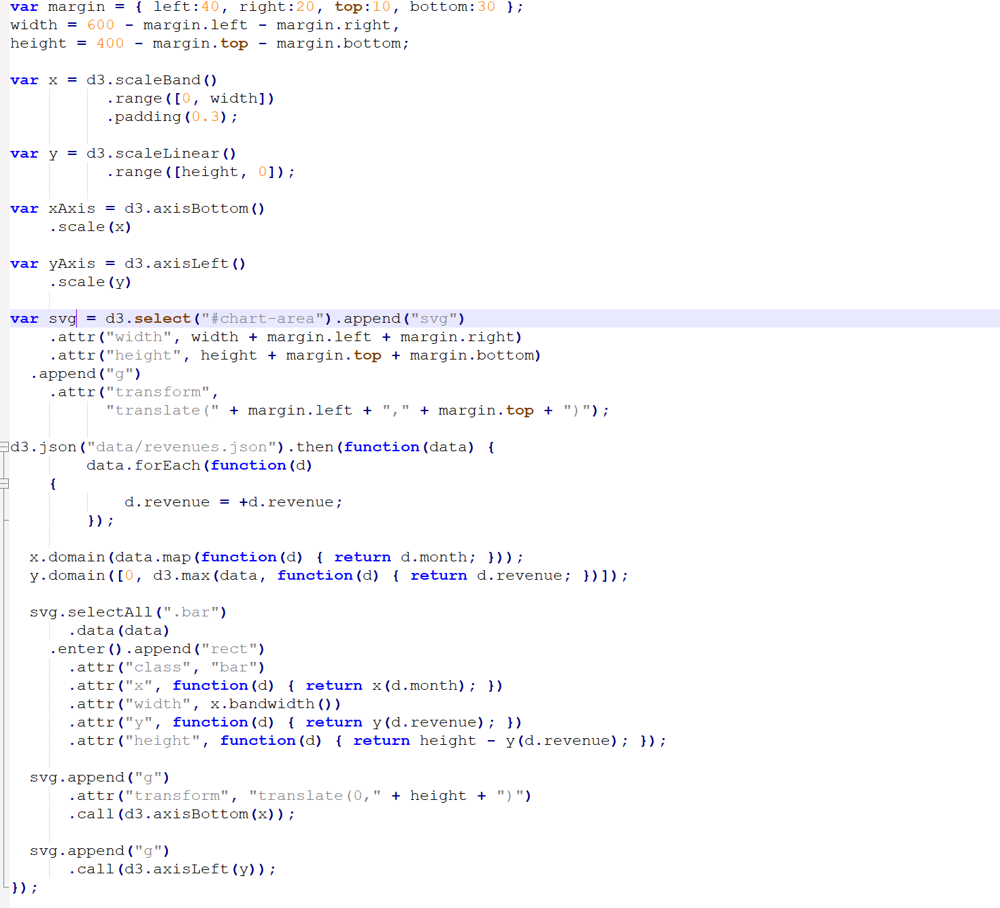 var margin = { left:40, right:20, top:10, bottom:30 };
width = 600 - margin.left - margin.right,
height = 400 - margin.top - margin.bottom;
var x = d3.scaleBand()
.range([0, width])
.padding(0.3);
var y = d3.scaleLinear()
.range([height, 0]);
var xAxis = d3.axisBottom()
.scale(x)
var yAxis = d3.axisLeft()
.scale(y)
var svg = d3.select("#chart-area").append("svg")
.attr("width", width + margin.left + margin.right)
.attr("height", height + margin.top + margin.bottom)
.append("g")
.attr("transform",
"translate(" + margin.left + "," + margin.top + ")");
d3.json("data/revenues.json").then(function(data) {
data.forEach(function(d)
{
d.revenue = +d.revenue;
});
x.domain(data.map(function(d) { return d.month; }));
y.domain([0, d3.max(data, function(d) { return d.revenue; })]);
svg.selectAll(".bar")
.data(data)
.enter().append("rect")
.attr("class", "bar")
.attr("x", function(d) { return x(d.month); })
.attr("width", x.bandwidth())
.attr("y", function(d) { return y(d.revenue); })
.attr("height", function(d) { return height - y(d.revenue); });
svg.append("g")
.attr("transform", "translate(0," + height + ")")
.call(d3.axisBottom(x));
svg.append("g")
.call(d3.axisLeft(y));
});